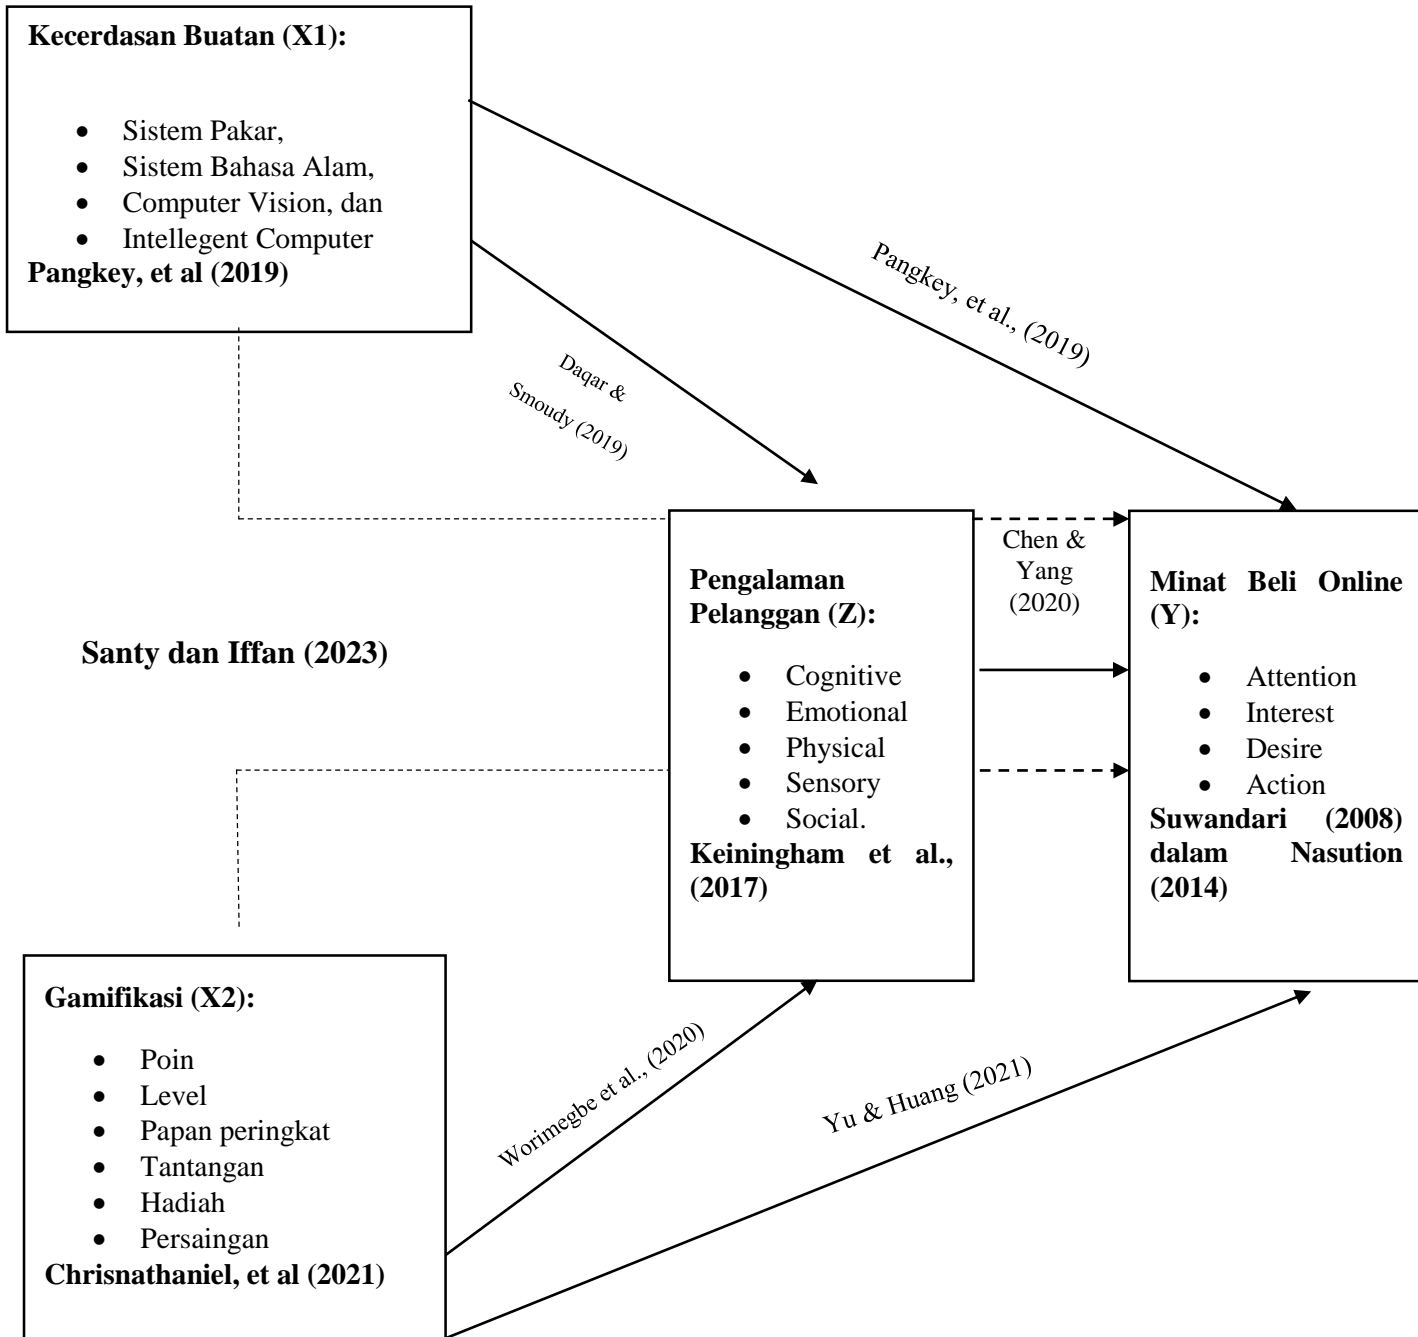 Kecerdasan Buatan (X1):
• Sistem Pakar,
• Sistem Bahasa Alam,
• Computer Vision, dan
• Intellegent Computer
Pangkey, et al (2019)
Pangkey, et al., (2019)
Daqar &
Smoudy (2019)
Chen &
Yang
(2020)
Pengalaman
Pelanggan (Z):
• Cognitive
• Emotional
• Physical
• Sensory
• Social.
Keiningham et al.,
(2017)
Minat Beli Online
(Y):
• Attention
• Interest
• Desire
• Action
Suwandari (2008)
dalam Nasution
(2014)
Santy dan Iffan (2023)
Gamifikasi (X2):
• Poin
• Level
• Papan peringkat
• Tantangan
• Hadiah
• Persaingan
Chrisnathaniel, et al (2021)
Worimegbe et al., (2020)
Yu & Huang (2021)